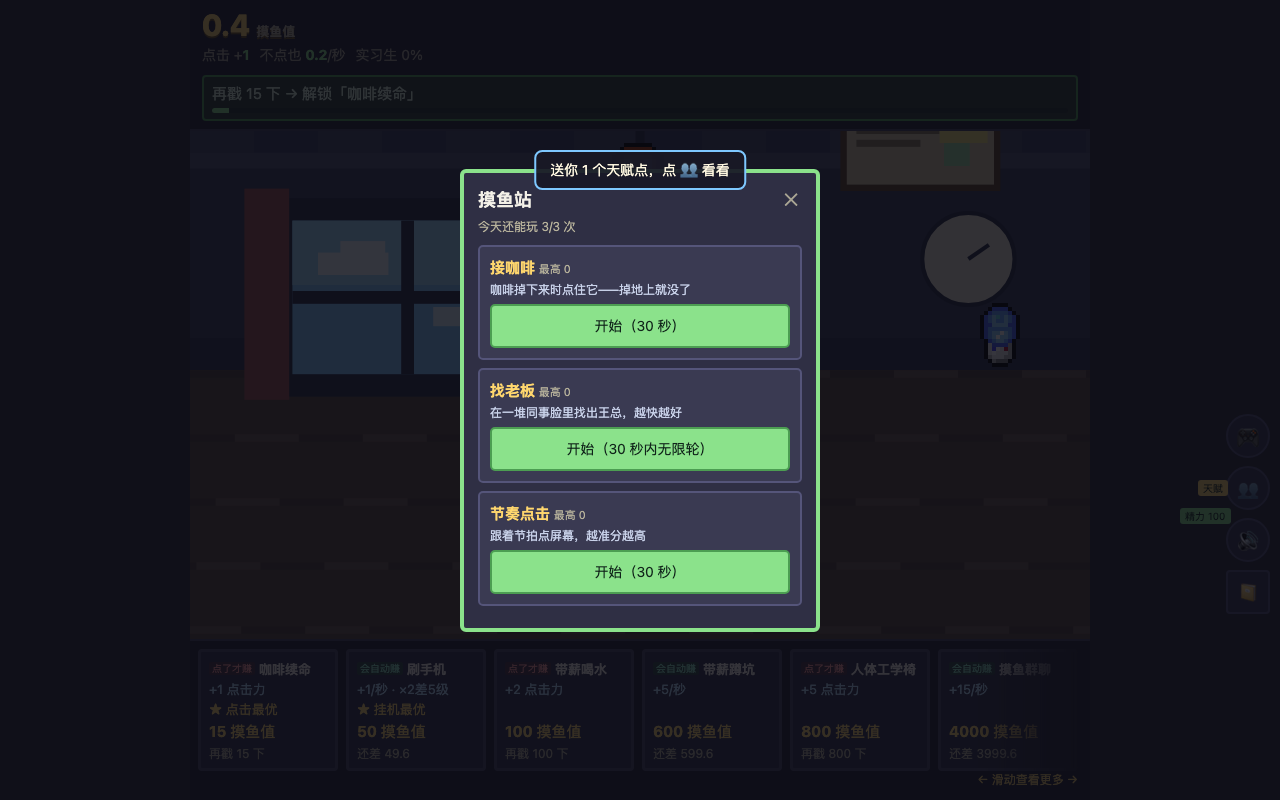 0.4 摸鱼值
点击 +1 不点也 0.2/秒 实习生 0%
再戳 15 下 → 解锁「咖啡续命」
送你 1 个天赋点，点 👥 看看
摸鱼站
今天还能玩 3/3 次
接咖啡 最高 0
咖啡掉下来时点住它——掉地上就没了
开始（30 秒）
找老板 最高 0
在一堆同事脸里找出王总，越快越好
开始（30 秒内无限轮）
节奏点击 最高 0
跟着节拍点屏幕，越准分越高
开始（30 秒）
天赋
精力 100
点了才赚 咖啡续命
+1 点击力
★ 点击最优
15 摸鱼值
再戳 15 下
会自动赚 刷手机
+1/秒 · ×2差5级
★ 挂机最优
50 摸鱼值
还差 49.6
点了才赚 带薪喝水
+2 点击力
100 摸鱼值
再戳 100 下
会自动赚 带薪蹲坑
+5/秒
600 摸鱼值
还差 599.6
点了才赚 人体工学椅
+5 点击力
800 摸鱼值
再戳 800 下
会自动赚 摸鱼群聊
+15/秒
4000 摸鱼值
还差 3999.6
← 滑动查看更多 →